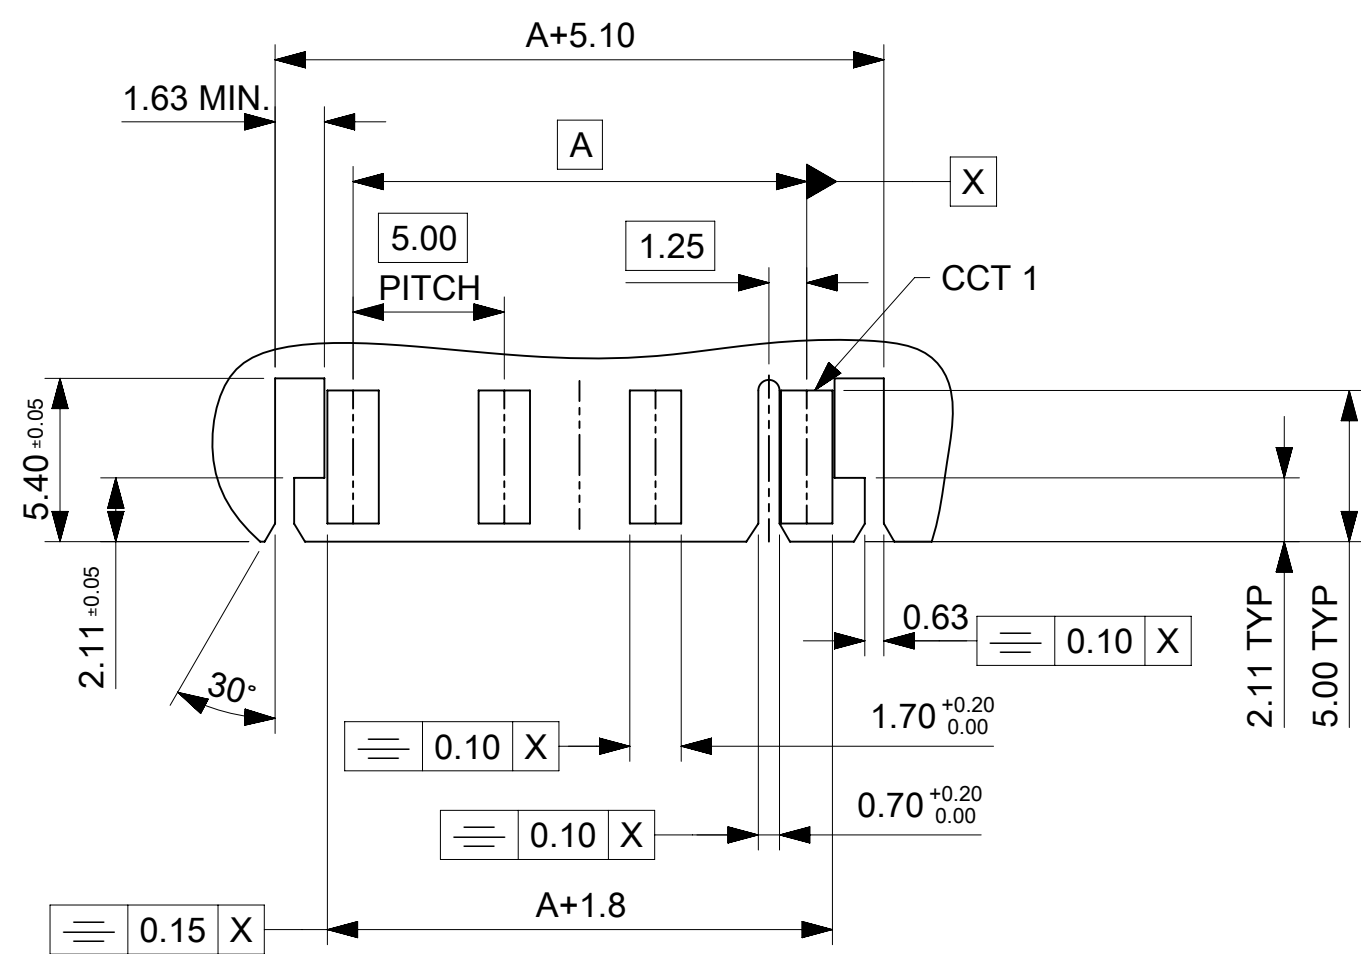 A+5.10
1.63 MIN.
A
X
5.00
PITCH
1.25
CCT 1
5.40 ±0.05
2.11 ±0.05
30°
0.63
0.10 X
2.11 TYP
5.00 TYP
1.70 +0.20 0.00
0.10 X
0.70 +0.20 0.00
0.10 X
A+1.8
0.15 X